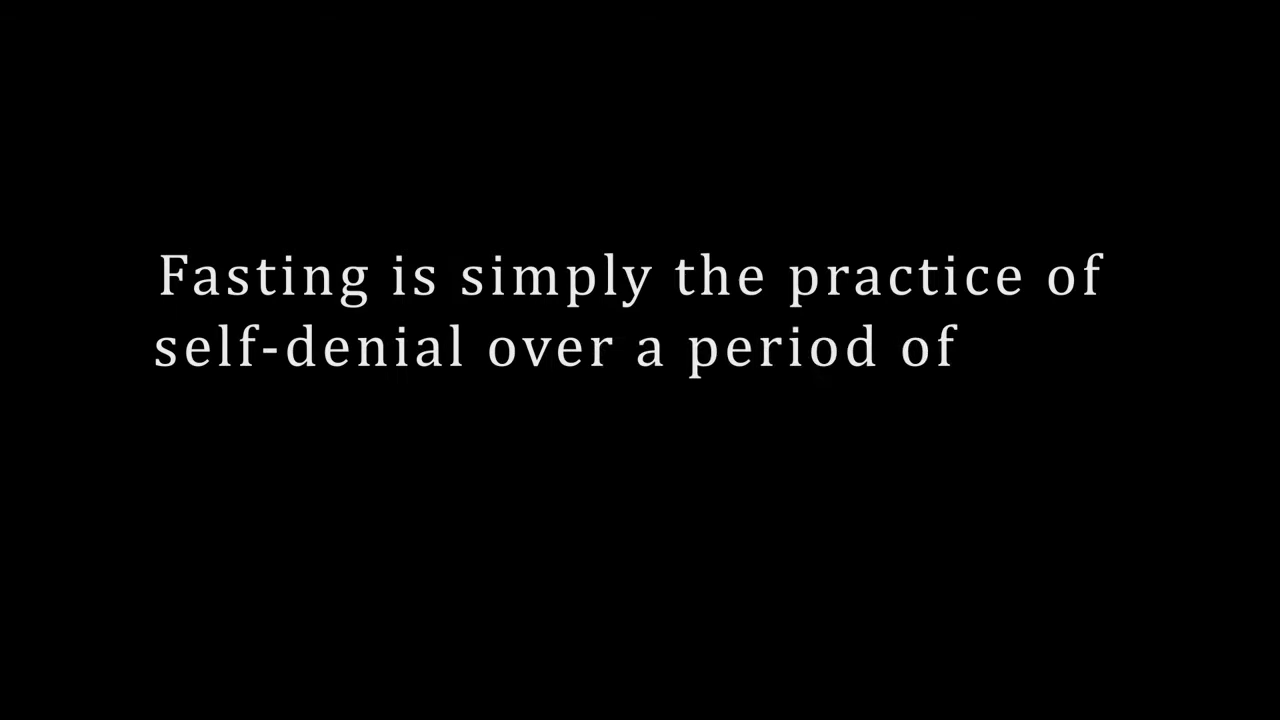 Fasting is simply the practice of
self-denial over a period of